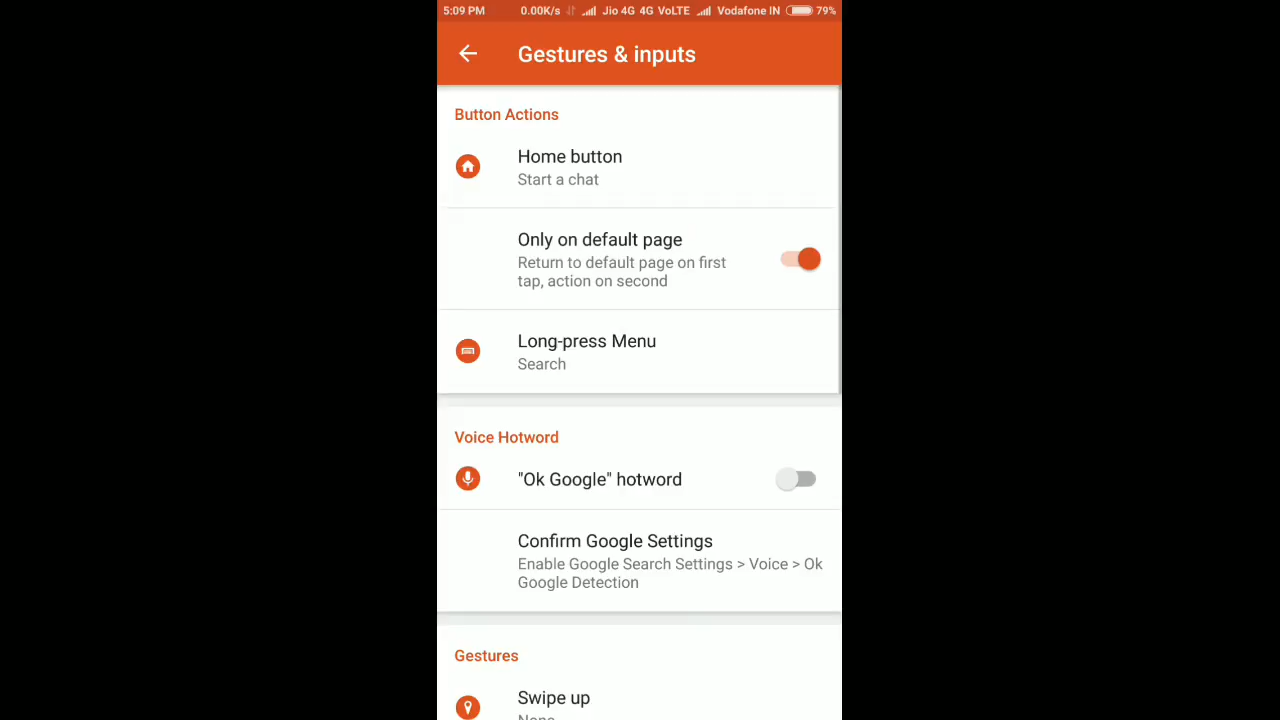 5:09 PM 0.00K/s Jio 4G 4G VoLTE Vodafone IN 79%
Gestures & inputs
Button Actions
Home button
Start a chat
Only on default page
Return to default page on first
tap, action on second
Long-press Menu
Search
Voice Hotword
"Ok Google" hotword
Confirm Google Settings
Enable Google Search Settings > Voice > Ok
Google Detection
Gestures
Swipe up